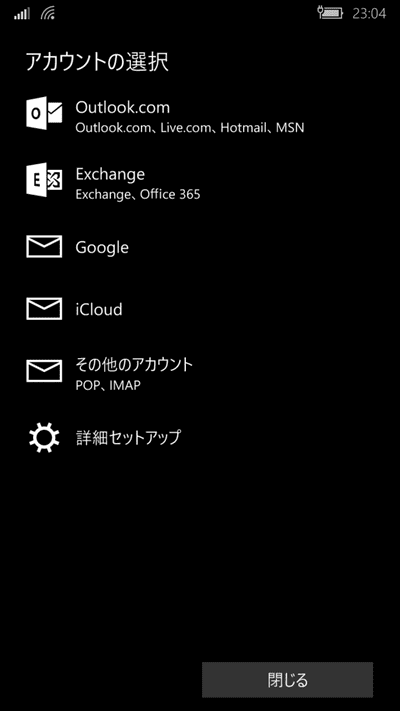 23:04
アカウントの選択
Outlook.com
Outlook.com、Live.com、Hotmail、MSN
Exchange
Exchange、Office 365
Google
iCloud
その他のアカウント
POP、IMAP
詳細セットアップ
閉じる